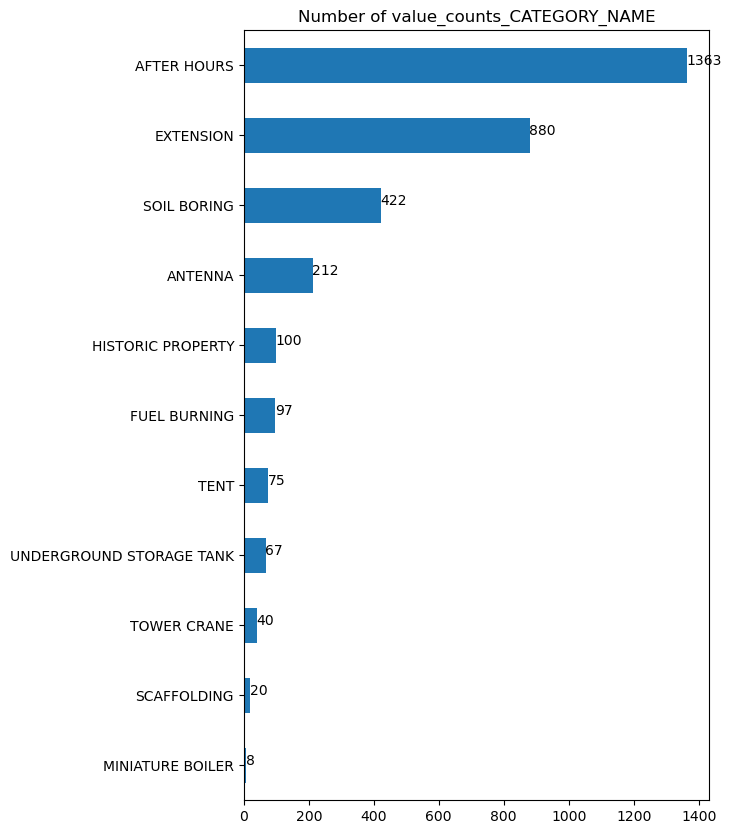 Number of value_counts_CATEGORY_NAME
AFTER HOURS 1363
EXTENSION 880
SOIL BORING 422
ANTENNA 212
HISTORIC PROPERTY 100
FUEL BURNING 97
TENT 75
UNDERGROUND STORAGE TANK 67
TOWER CRANE 40
SCAFFOLDING 20
MINIATURE BOILER 8
0 200 400 600 800 1000 1200 1400